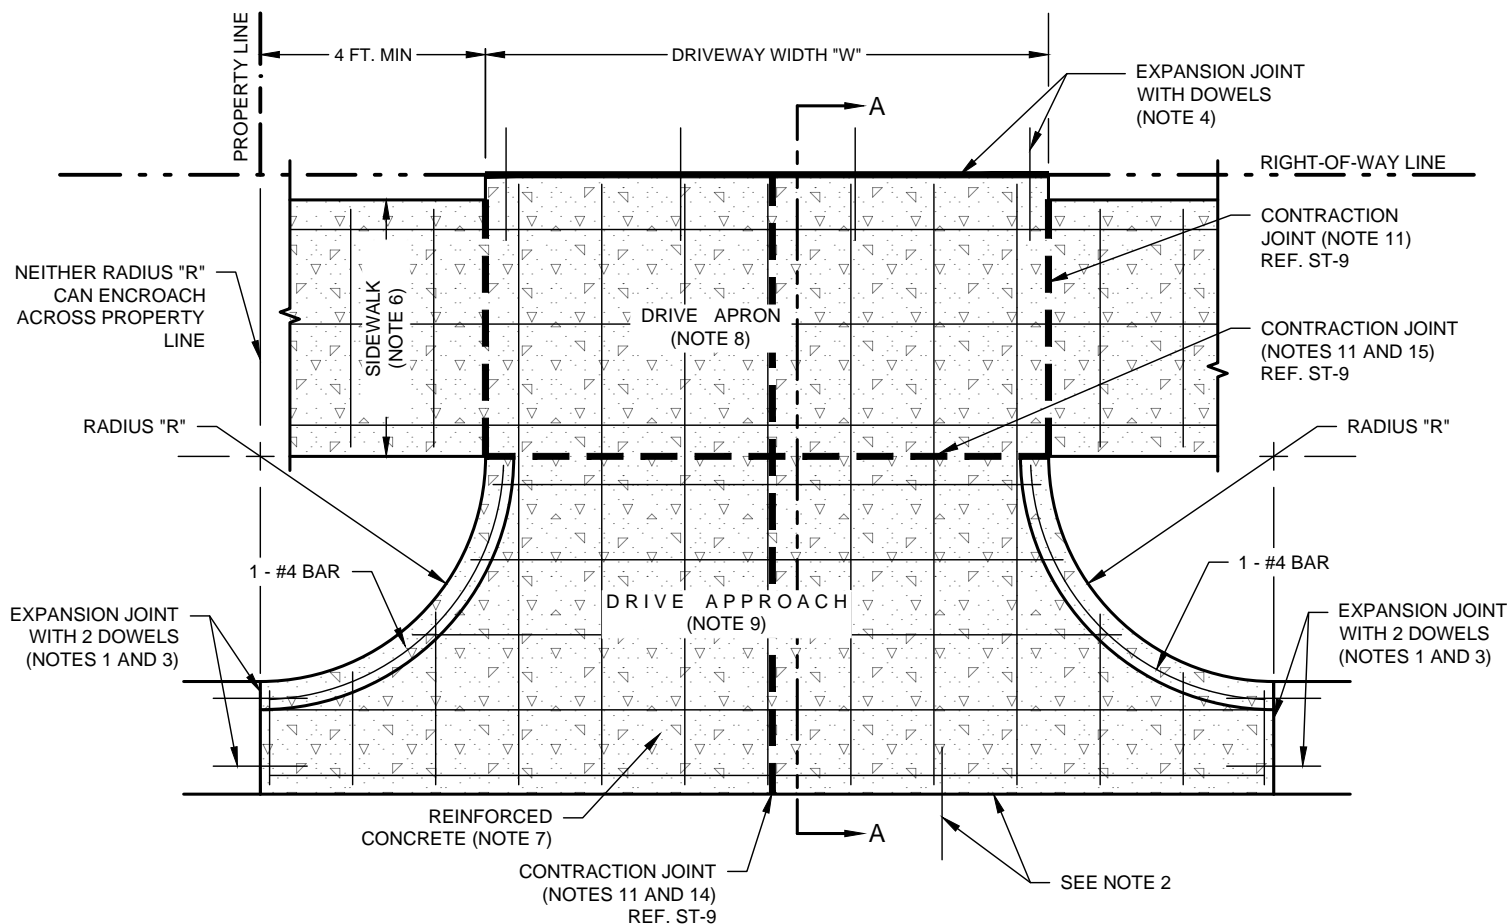 PROPERTY LINE
4 FT. MIN
DRIVEWAY WIDTH "W"
EXPANSION JOINT
WITH DOWELS
(NOTE 4)
A
RIGHT-OF-WAY LINE
CONTRACTION
JOINT (NOTE 11)
REF. ST-9
NEITHER RADIUS "R"
CAN ENCROACH
ACROSS PROPERTY
LINE
SIDEWALK
(NOTE 6)
DRIVE APRON
(NOTE 8)
CONTRACTION JOINT
(NOTES 11 AND 15)
REF. ST-9
RADIUS "R"
RADIUS "R"
1 - #4 BAR
1 - #4 BAR
DRIVE APPROACH
(NOTE 9)
EXPANSION JOINT
WITH 2 DOWELS
(NOTES 1 AND 3)
EXPANSION JOINT
WITH 2 DOWELS
(NOTES 1 AND 3)
REINFORCED
CONCRETE (NOTE 7)
A
CONTRACTION JOINT
(NOTES 11 AND 14)
REF. ST-9
SEE NOTE 2